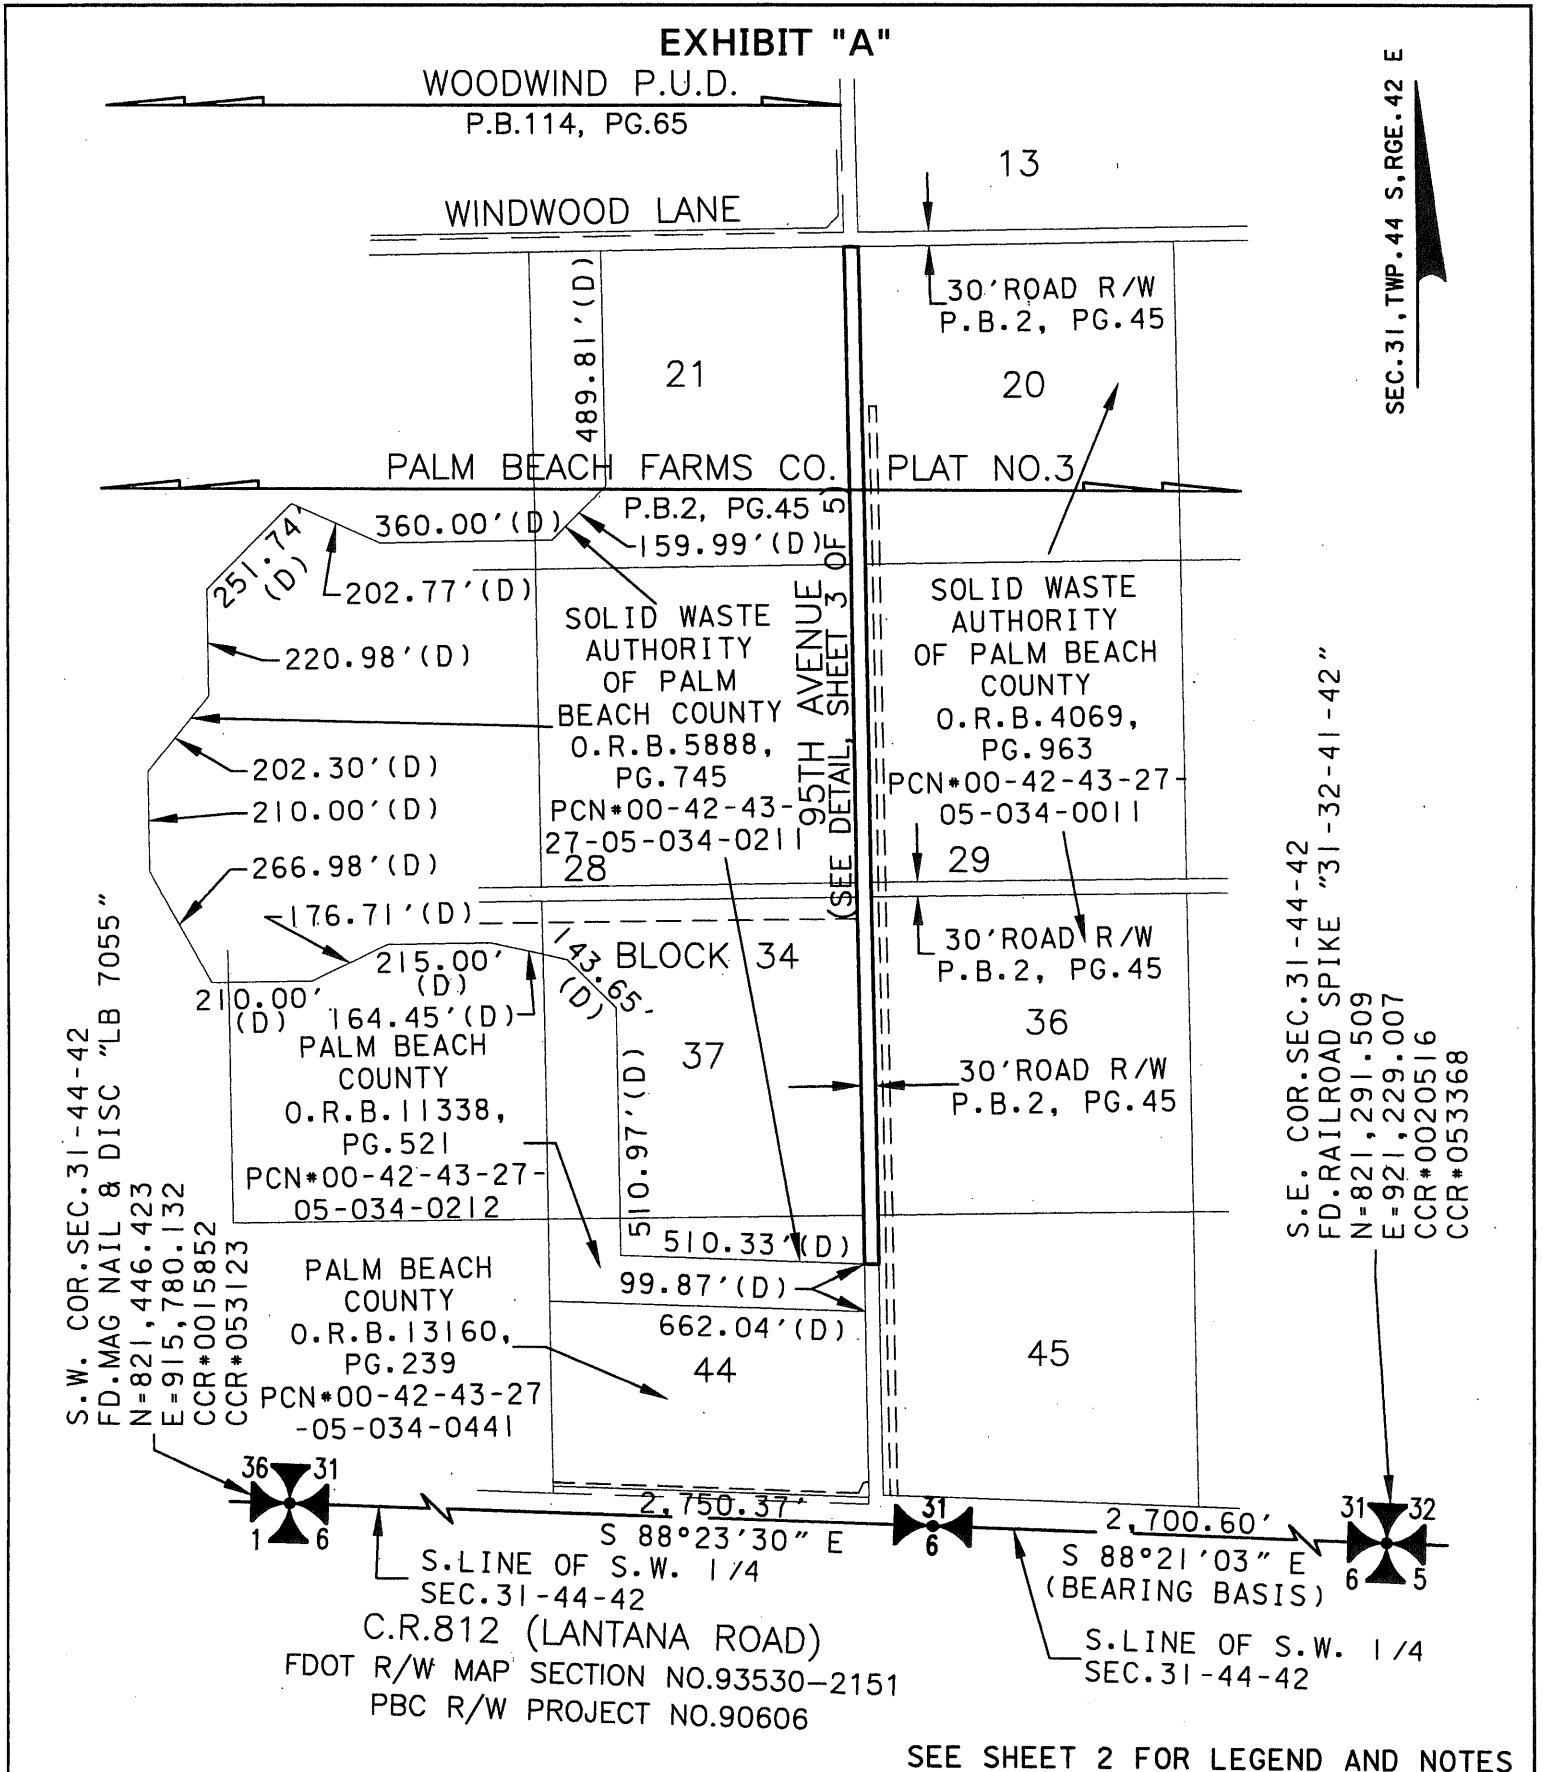 EXHIBIT "A"
WOODWIND P.U.D.
P.B.114, PG.65
SEC.31,TWP.44 S,RGE.42 E
13
WINDWOOD LANE
30'ROAD R/W
P.B.2, PG.45
489.81'(D)
21
20
PALM BEACH FARMS CO. PLAT NO.3
P.B.2, PG.45
360.00'(D)
159.99'(D)
251.74'
(D)
202.77'(D)
220.98'(D)
202.30'(D)
210.00'(D)
266.98'(D)
176.71'(D)
SOLID WASTE
AUTHORITY
OF PALM
BEACH COUNTY
O.R.B.5888,
PG.745
PCN*00-42-43-
27-05-034-0211
95TH AVENUE
(SEE DETAIL, SHEET 3 OF 5)
SOLID WASTE
AUTHORITY
OF PALM BEACH
COUNTY
O.R.B.4069,
PG.963
PCN*00-42-43-27-
05-034-0011
28
29
30'ROAD R/W
P.B.2, PG.45
BLOCK 34
215.00'
(D)
210.00'
(D)
164.45'(D)
143.65'
(D)
36
37
30'ROAD R/W
P.B.2, PG.45
PALM BEACH
COUNTY
O.R.B.11338,
PG.521
PCN*00-42-43-27-
05-034-0212
510.97'(D)
510.33'(D)
99.87'(D)
662.04'(D)
PALM BEACH
COUNTY
O.R.B.13160,
PG.239
PCN*00-42-43-27
-05-034-0441
44
45
S.W. COR.SEC.31-44-42
FD.MAG NAIL & DISC "LB 7055"
N=821,446.423
E=915,780.132
CCR*0015852
CCR*053123
S.E. COR.SEC.31-44-42
FD.RAILROAD SPIKE "31-32-41-42"
N=821,291.509
E=921,229.007
CCR*0020516
CCR*053368
36 31
1 6
2,750.37'
S 88°23'30" E
31
6
2,700.60'
S 88°21'03" E
(BEARING BASIS)
31 32
6 5
S.LINE OF S.W. 1/4
SEC.31-44-42
S.LINE OF S.W. 1/4
SEC.31-44-42
C.R.812 (LANTANA ROAD)
FDOT R/W MAP SECTION NO.93530-2151
PBC R/W PROJECT NO.90606
SEE SHEET 2 FOR LEGEND AND NOTES